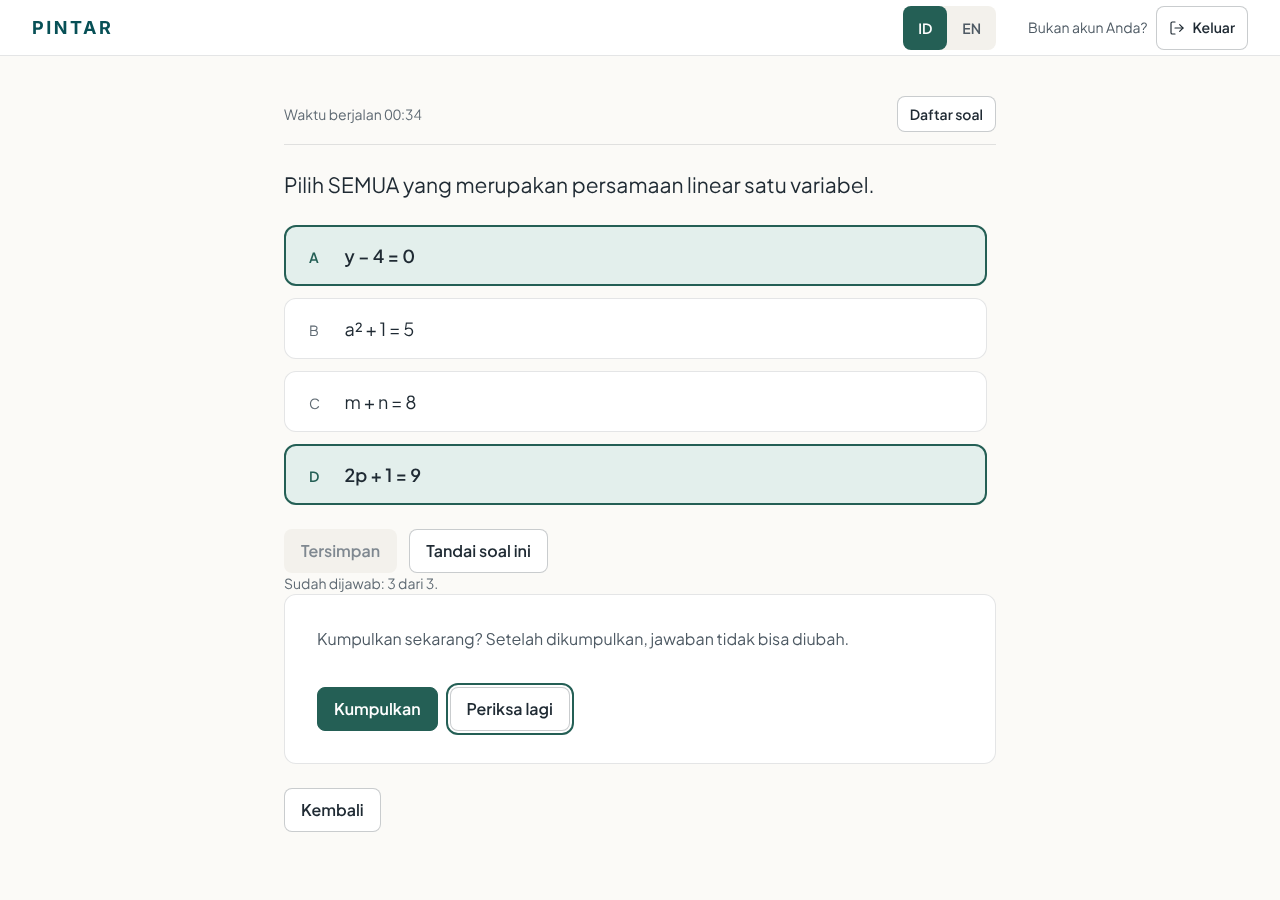 PINTAR
ID
EN
Bukan akun Anda?
Keluar
Waktu berjalan 00:34
Daftar soal
Pilih SEMUA yang merupakan persamaan linear satu variabel.
A y − 4 = 0
B a² + 1 = 5
C m + n = 8
D 2p + 1 = 9
Tersimpan
Tandai soal ini
Sudah dijawab: 3 dari 3.
Kumpulkan sekarang? Setelah dikumpulkan, jawaban tidak bisa diubah.
Kumpulkan
Periksa lagi
Kembali